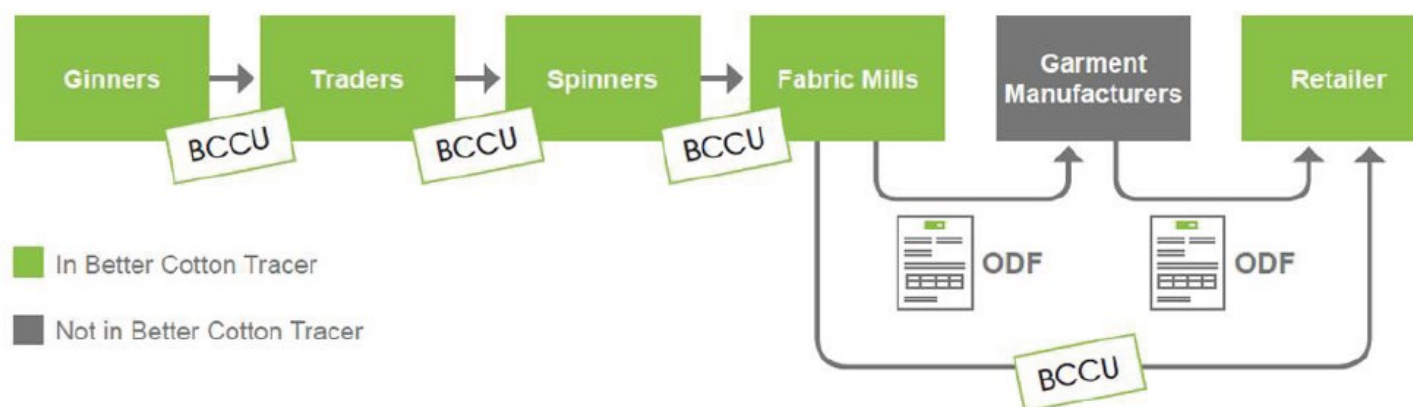 Ginners
Traders
Spinners
Fabric Mills
Garment
Manufacturers
Retailer
BCCU
BCCU
BCCU
In Better Cotton Tracer
Not in Better Cotton Tracer
ODF
ODF
BCCU